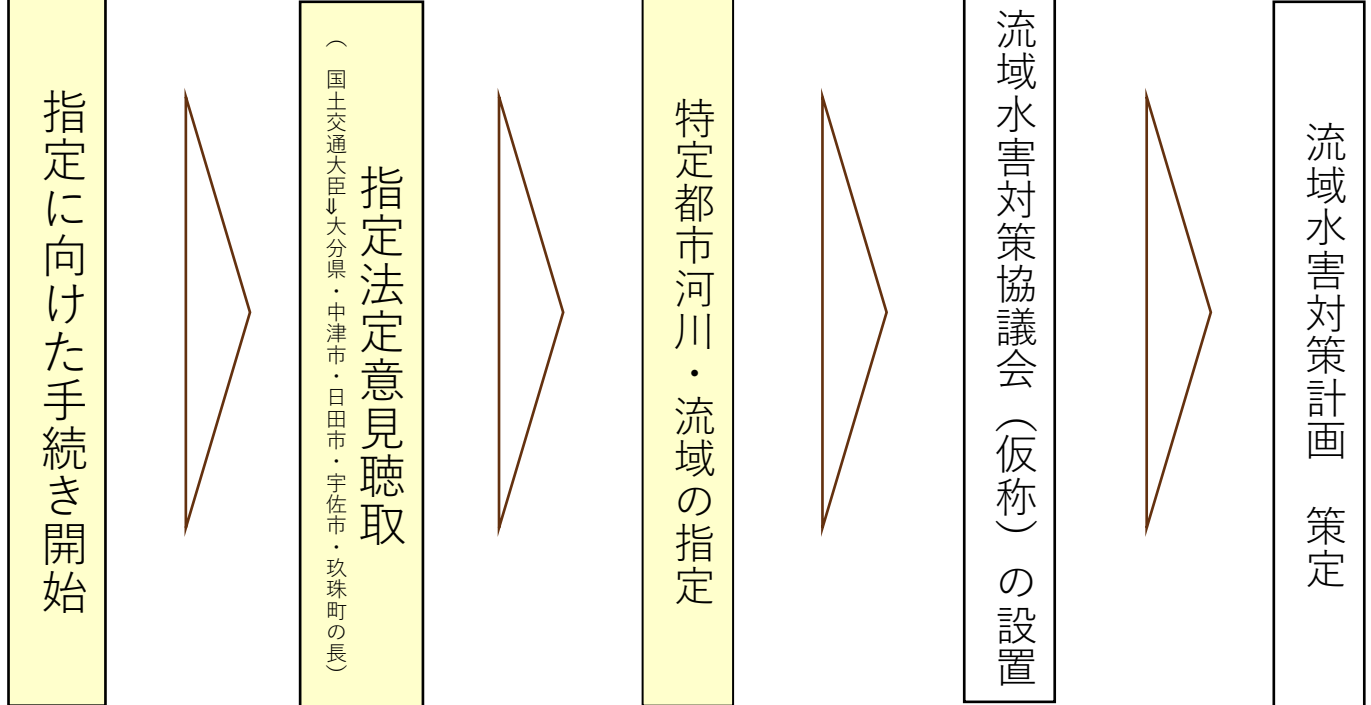 指定に向けた手続き開始
指定法定意見聴取
（国土交通大臣⇒大分県・中津市・日田市・宇佐市・玖珠町の長）
特定都市河川・流域の指定
流域水害対策協議会（仮称）の設置
流域水害対策計画　策定